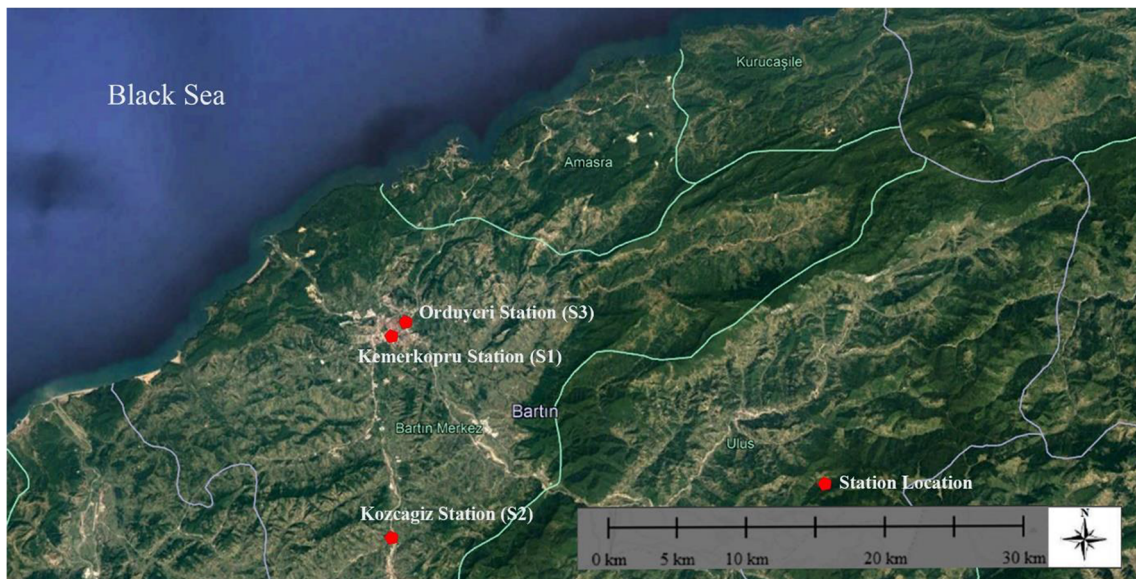 Kurucaşile
Black Sea
Amasra
Orduyeri Station (S3)
Kemerkopru Station (S1)
Bartın
Bartın Merkez
Ulus
Station Location
Kozcagiz Station (S2)
N
0 km 5 km 10 km 20 km 30 km